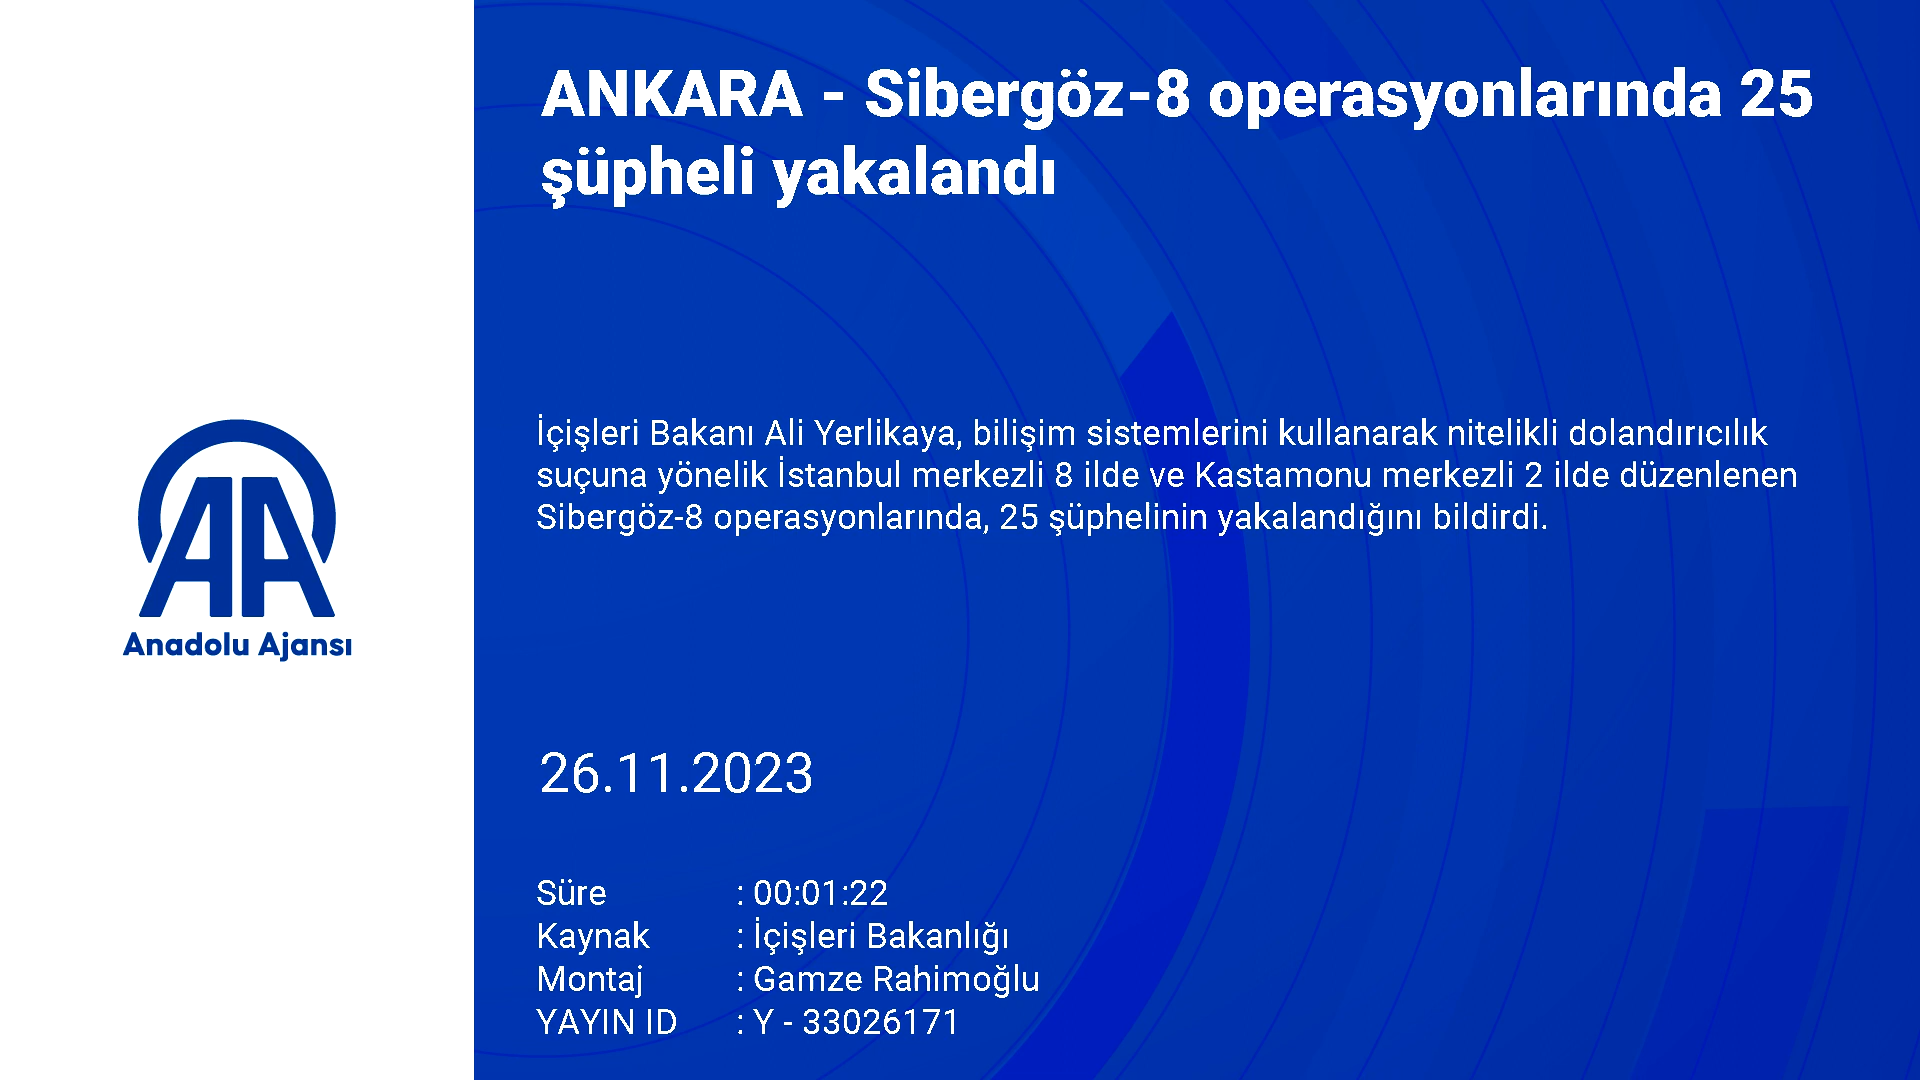 ANKARA - Sibergöz-8 operasyonlarında 25
şüpheli yakalandı
İçişleri Bakanı Ali Yerlikaya, bilişim sistemlerini kullanarak nitelikli dolandırıcılık
suçuna yönelik İstanbul merkezli 8 ilde ve Kastamonu merkezli 2 ilde düzenlenen
Sibergöz-8 operasyonlarında, 25 şüphelinin yakalandığını bildirdi.
AA
Anadolu Ajansı
26.11.2023
Süre : 00:01:22
Kaynak : İçişleri Bakanlığı
Montaj : Gamze Rahimoğlu
YAYIN ID : Y - 33026171